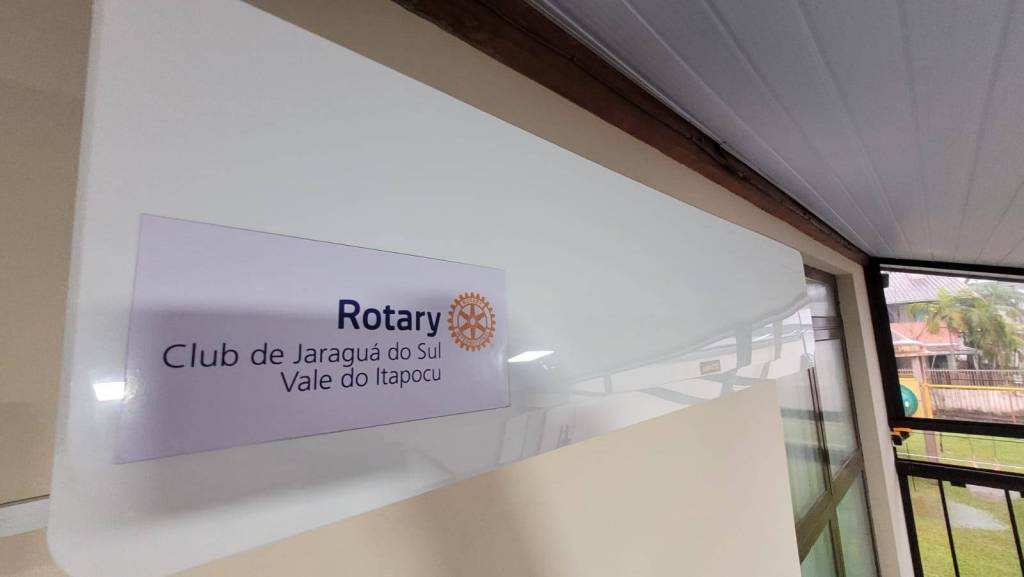 Rotary
Club de Jaraguá do Sul
Vale do Itapocu